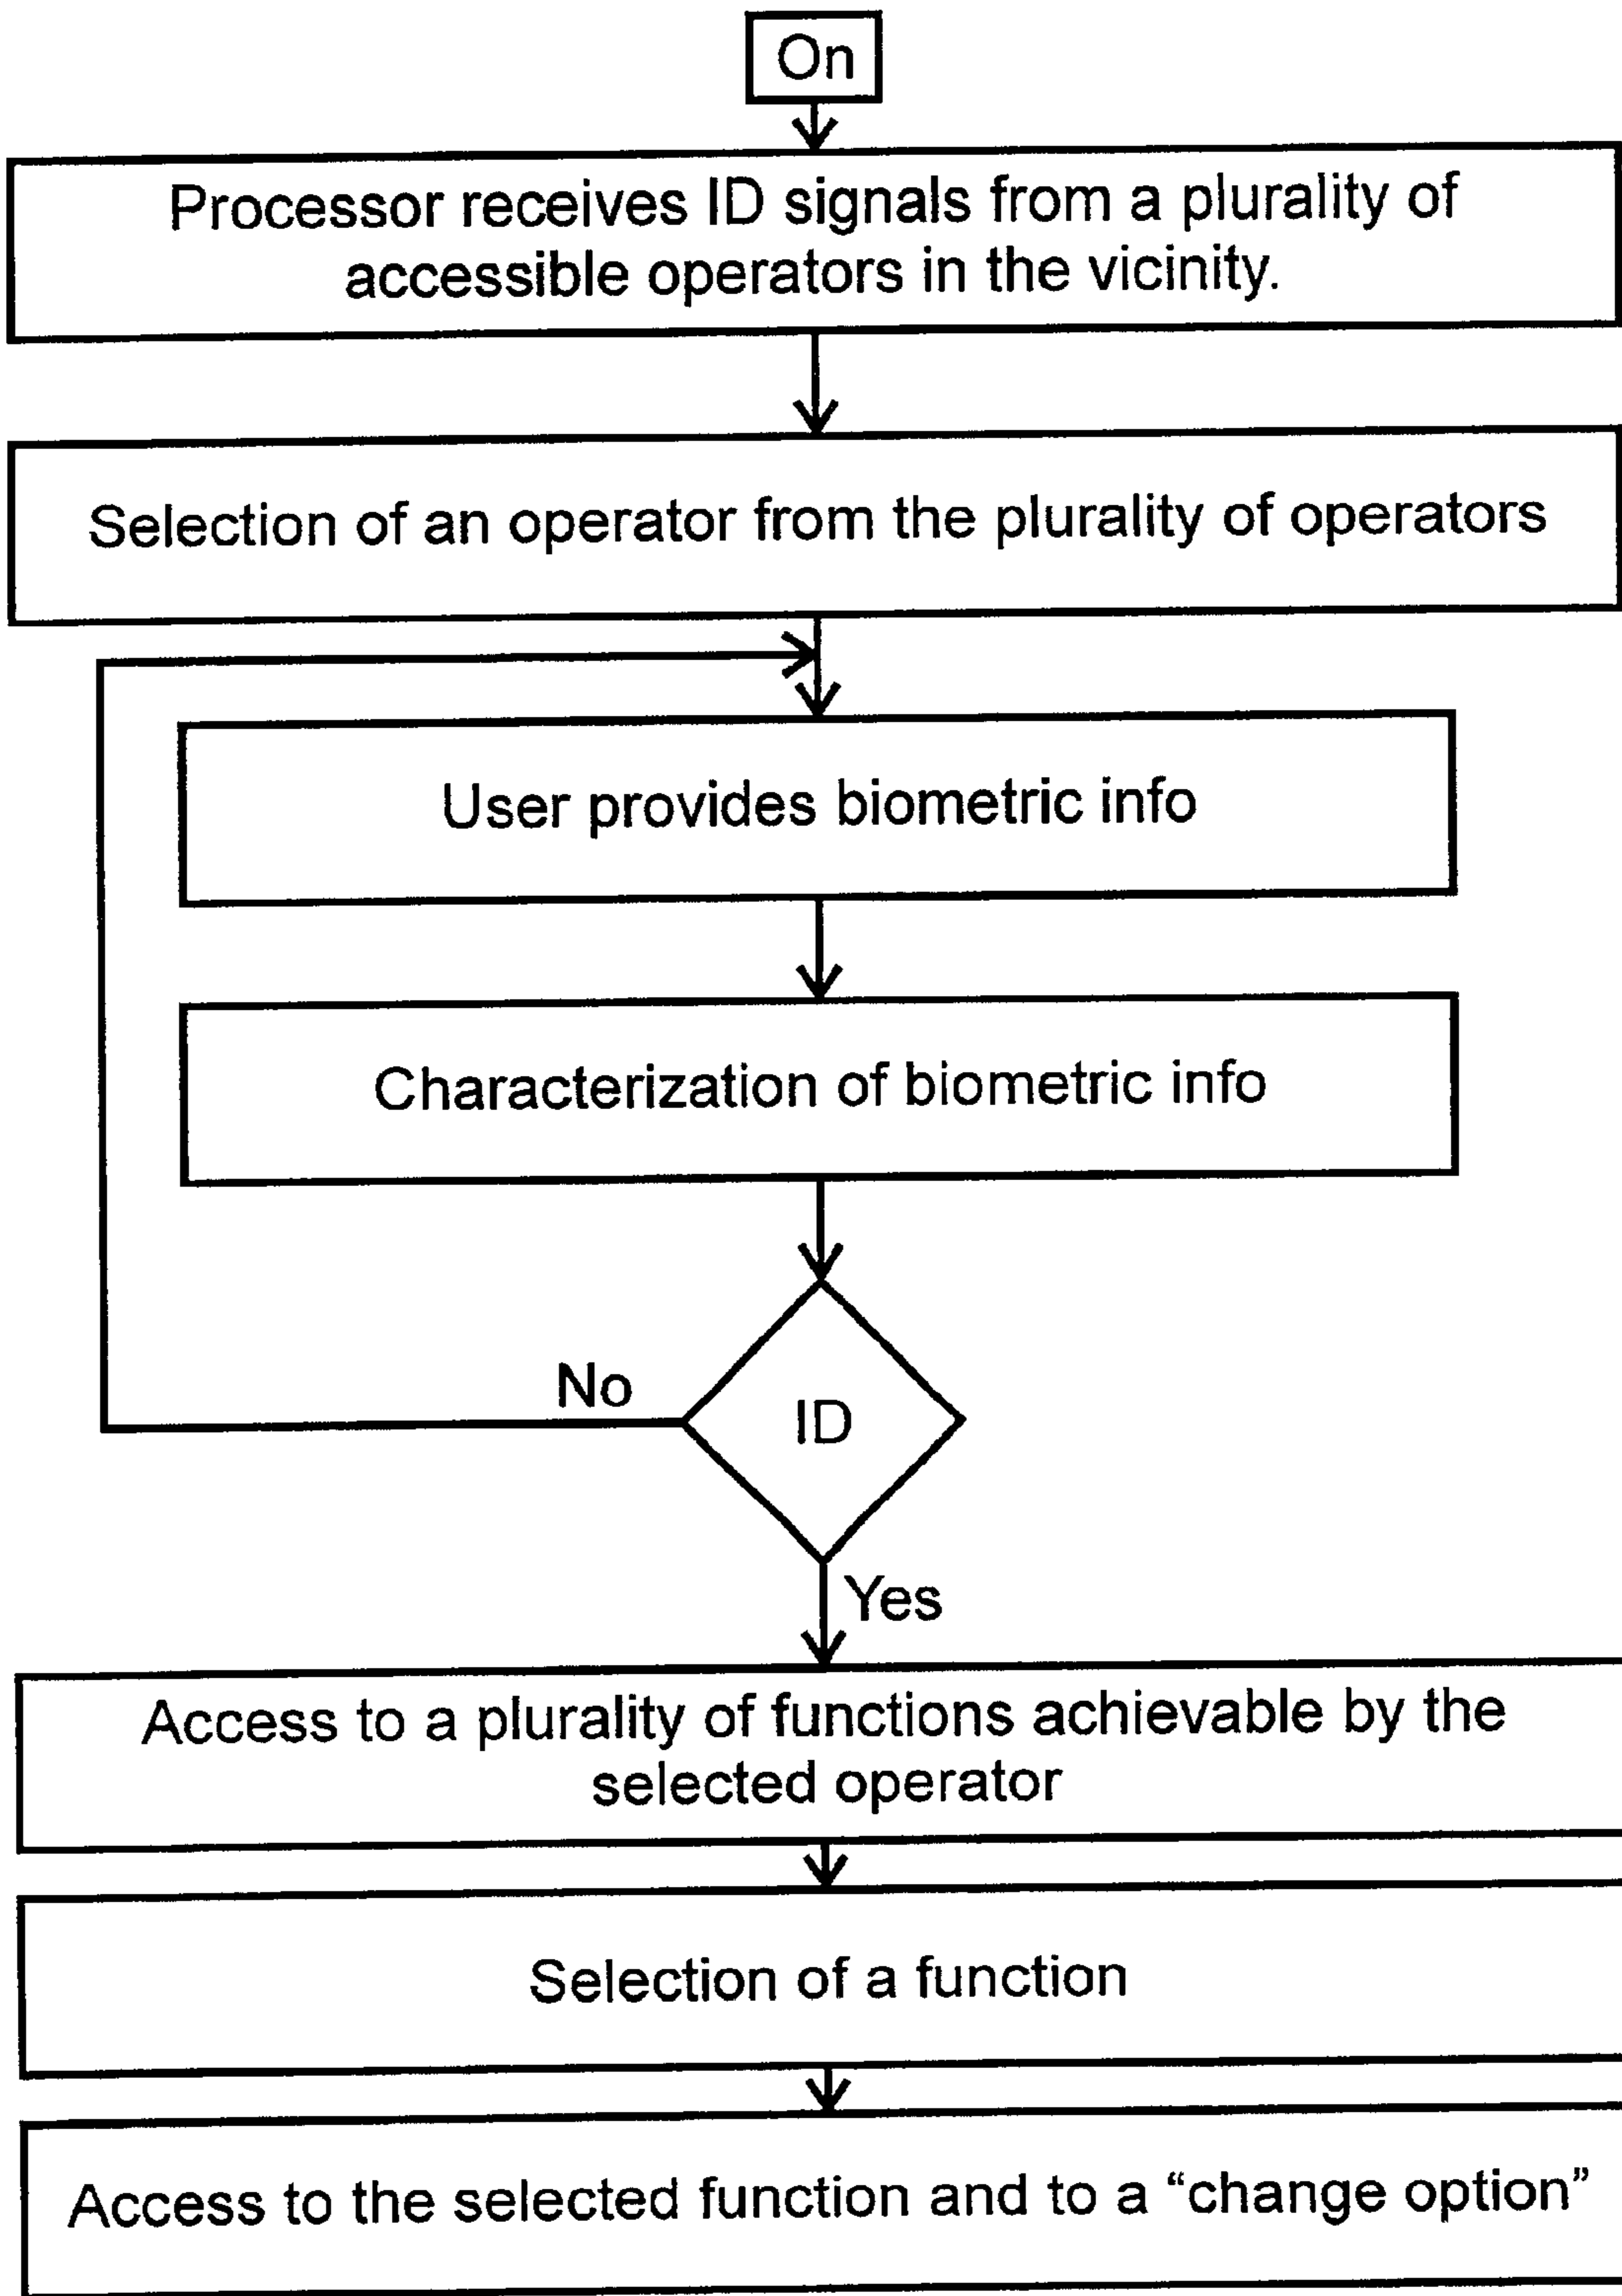 On
Processor receives ID signals from a plurality of
accessible operators in the vicinity.
Selection of an operator from the plurality of operators
User provides biometric info
Characterization of biometric info
No
ID
Yes
Access to a plurality of functions achievable by the
selected operator
Selection of a function
Access to the selected function and to a “change option”